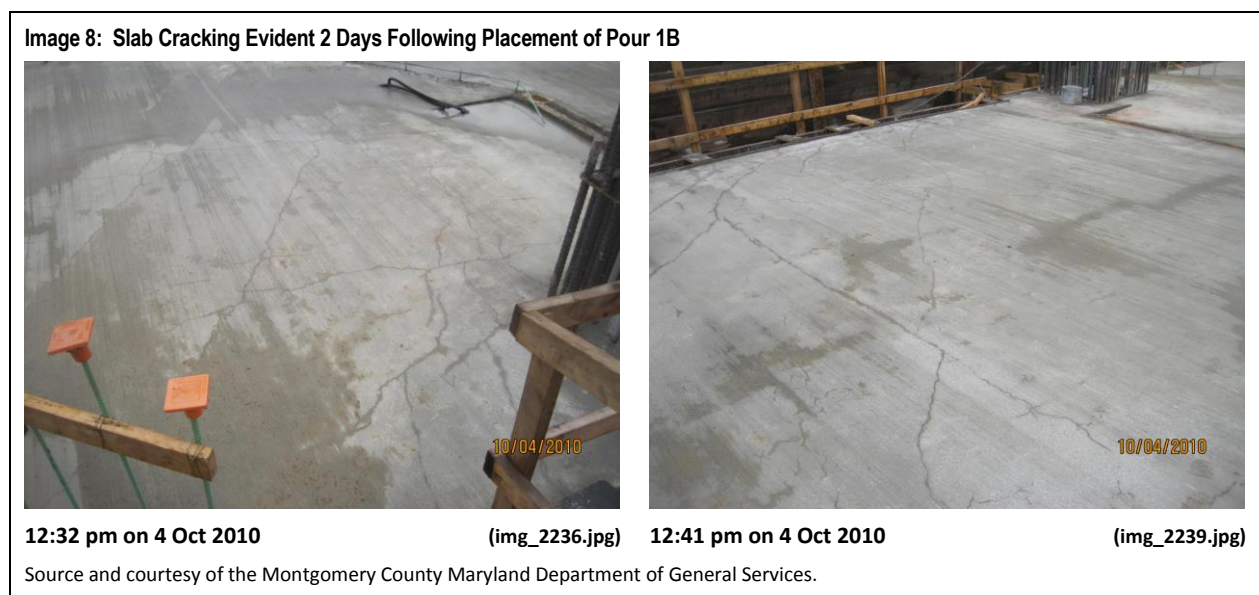 Image 8: Slab Cracking Evident 2 Days Following Placement of Pour 1B
10/04/2010
10/04/2010
12:32 pm on 4 Oct 2010 (img_2236.jpg)
12:41 pm on 4 Oct 2010 (img_2239.jpg)
Source and courtesy of the Montgomery County Maryland Department of General Services.